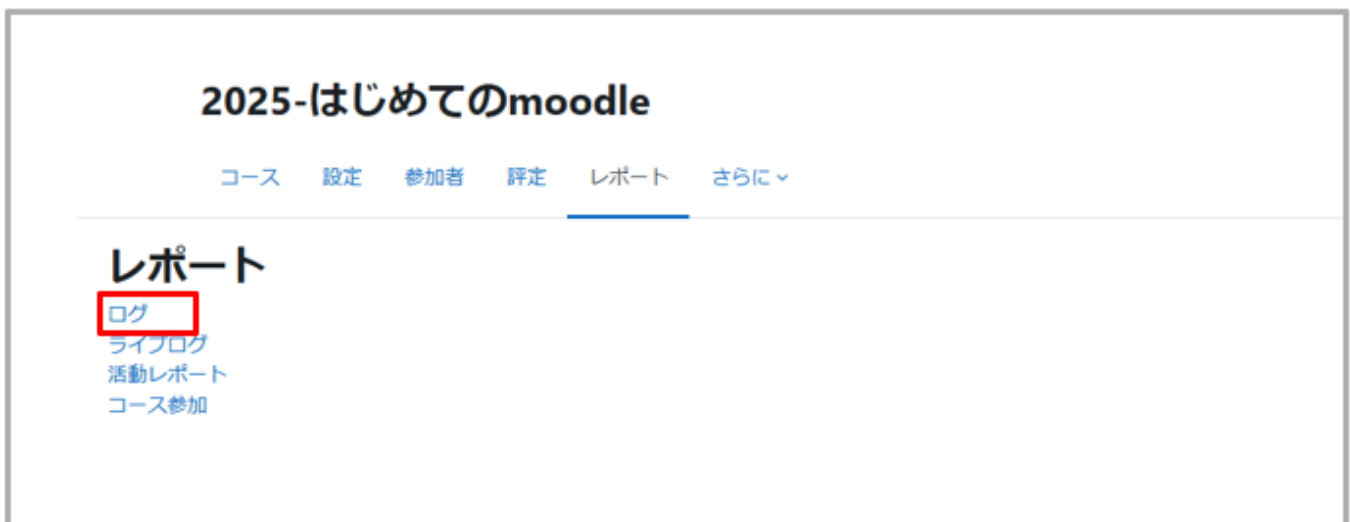 2025-はじめてのmoodle
コース 設定 参加者 評定 レポート さらに
レポート
ログ
ライブログ
活動レポート
コース参加